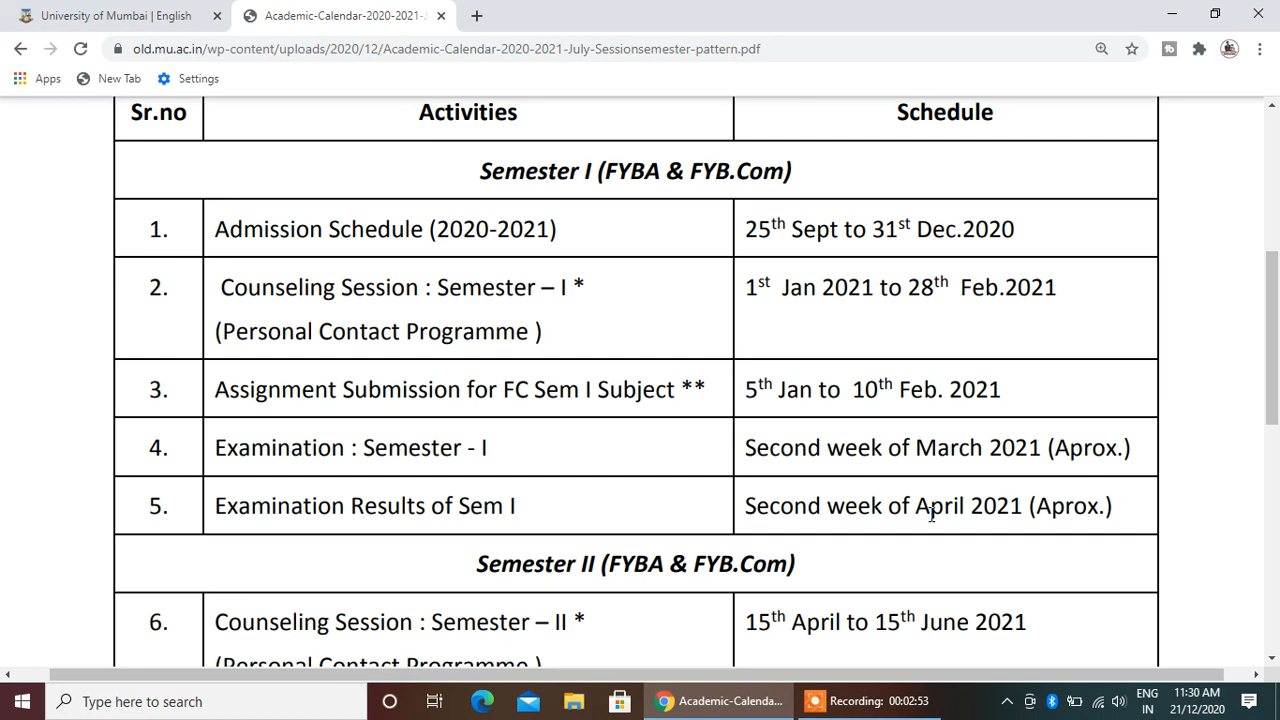 University of Mumbai | English
Academic-Calendar-2020-2021-J
old.mu.ac.in/wp-content/uploads/2020/12/Academic-Calendar-2020-2021-July-Sessionsemester-pattern.pdf
Apps New Tab Settings
Sr.no Activities Schedule
Semester I (FYBA & FYB.Com)
1. Admission Schedule (2020-2021) 25th Sept to 31st Dec.2020
2. Counseling Session : Semester – I * 1st Jan 2021 to 28th Feb.2021
(Personal Contact Programme )
3. Assignment Submission for FC Sem I Subject ** 5th Jan to 10th Feb. 2021
4. Examination : Semester - I Second week of March 2021 (Aprox.)
5. Examination Results of Sem I Second week of April 2021 (Aprox.)
Semester II (FYBA & FYB.Com)
6. Counseling Session : Semester – II * 15th April to 15th June 2021
(Personal Contact Programme )
Type here to search
Academic-Calenda...
Recording: 00:02:53
ENG
IN
11:30 AM
21/12/2020